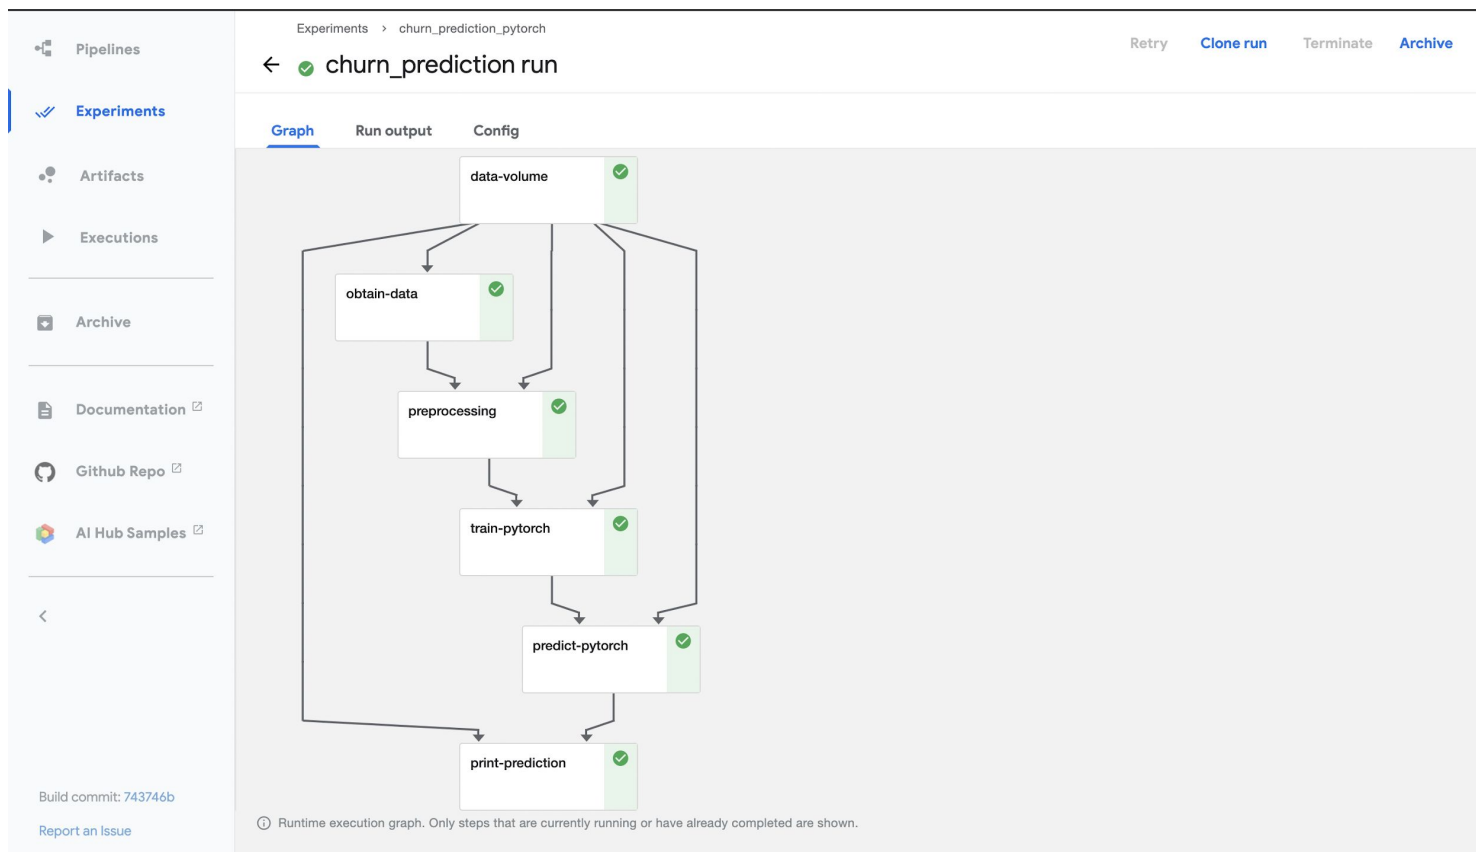 Pipelines
Experiments
Artifacts
Executions
Archive
Documentation
Github Repo
AI Hub Samples
Build commit: 743746b
Report an Issue
Experiments > churn_prediction_pytorch
churn_prediction run
Retry Clone run Terminate Archive
Graph Run output Config
data-volume
obtain-data
preprocessing
train-pytorch
predict-pytorch
print-prediction
Runtime execution graph. Only steps that are currently running or have already completed are shown.